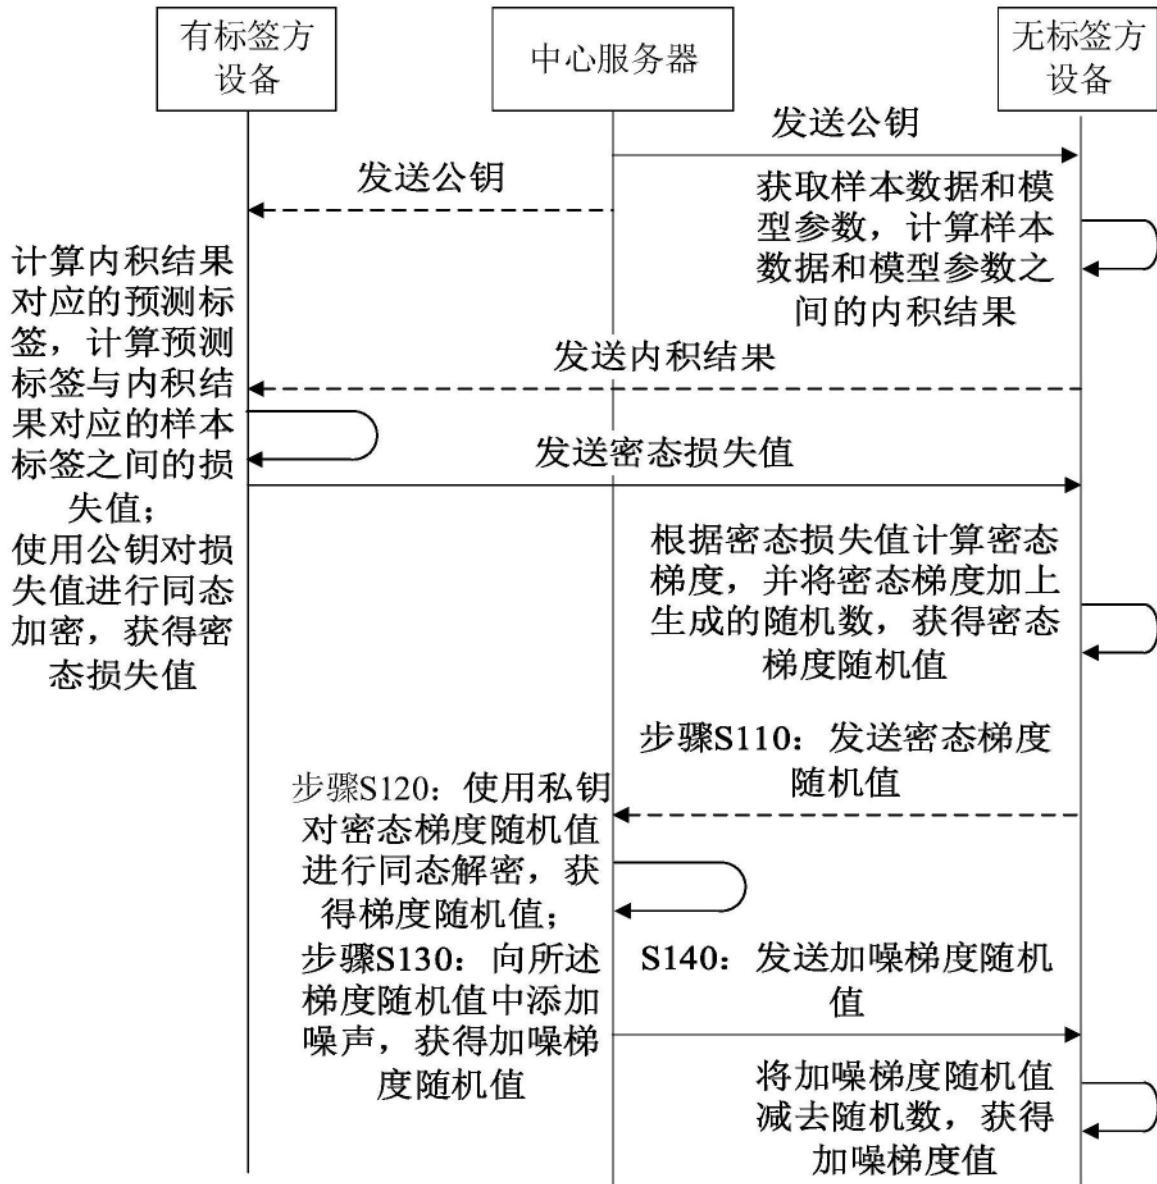 有标签方
设备
中心服务器
无标签方
设备
发送公钥
发送公钥
获取样本数据和模
型参数，计算样本
数据和模型参数之
间的内积结果
计算内积结果
对应的预测标
签，计算预测
标签与内积结
果对应的样本
标签之间的损
失值；
使用公钥对损
失值进行同态
加密，获得密
态损失值
发送内积结果
发送密态损失值
根据密态损失值计算密态
梯度，并将密态梯度加上
生成的随机数，获得密态
梯度随机值
步骤S110：发送密态梯度
随机值
步骤S120：使用私钥
对密态梯度随机值
进行同态解密，获
得梯度随机值；
步骤S130：向所述
梯度随机值中添加
噪声，获得加噪梯
度随机值
S140：发送加噪梯度随机
值
将加噪梯度随机值
减去随机数，获得
加噪梯度值